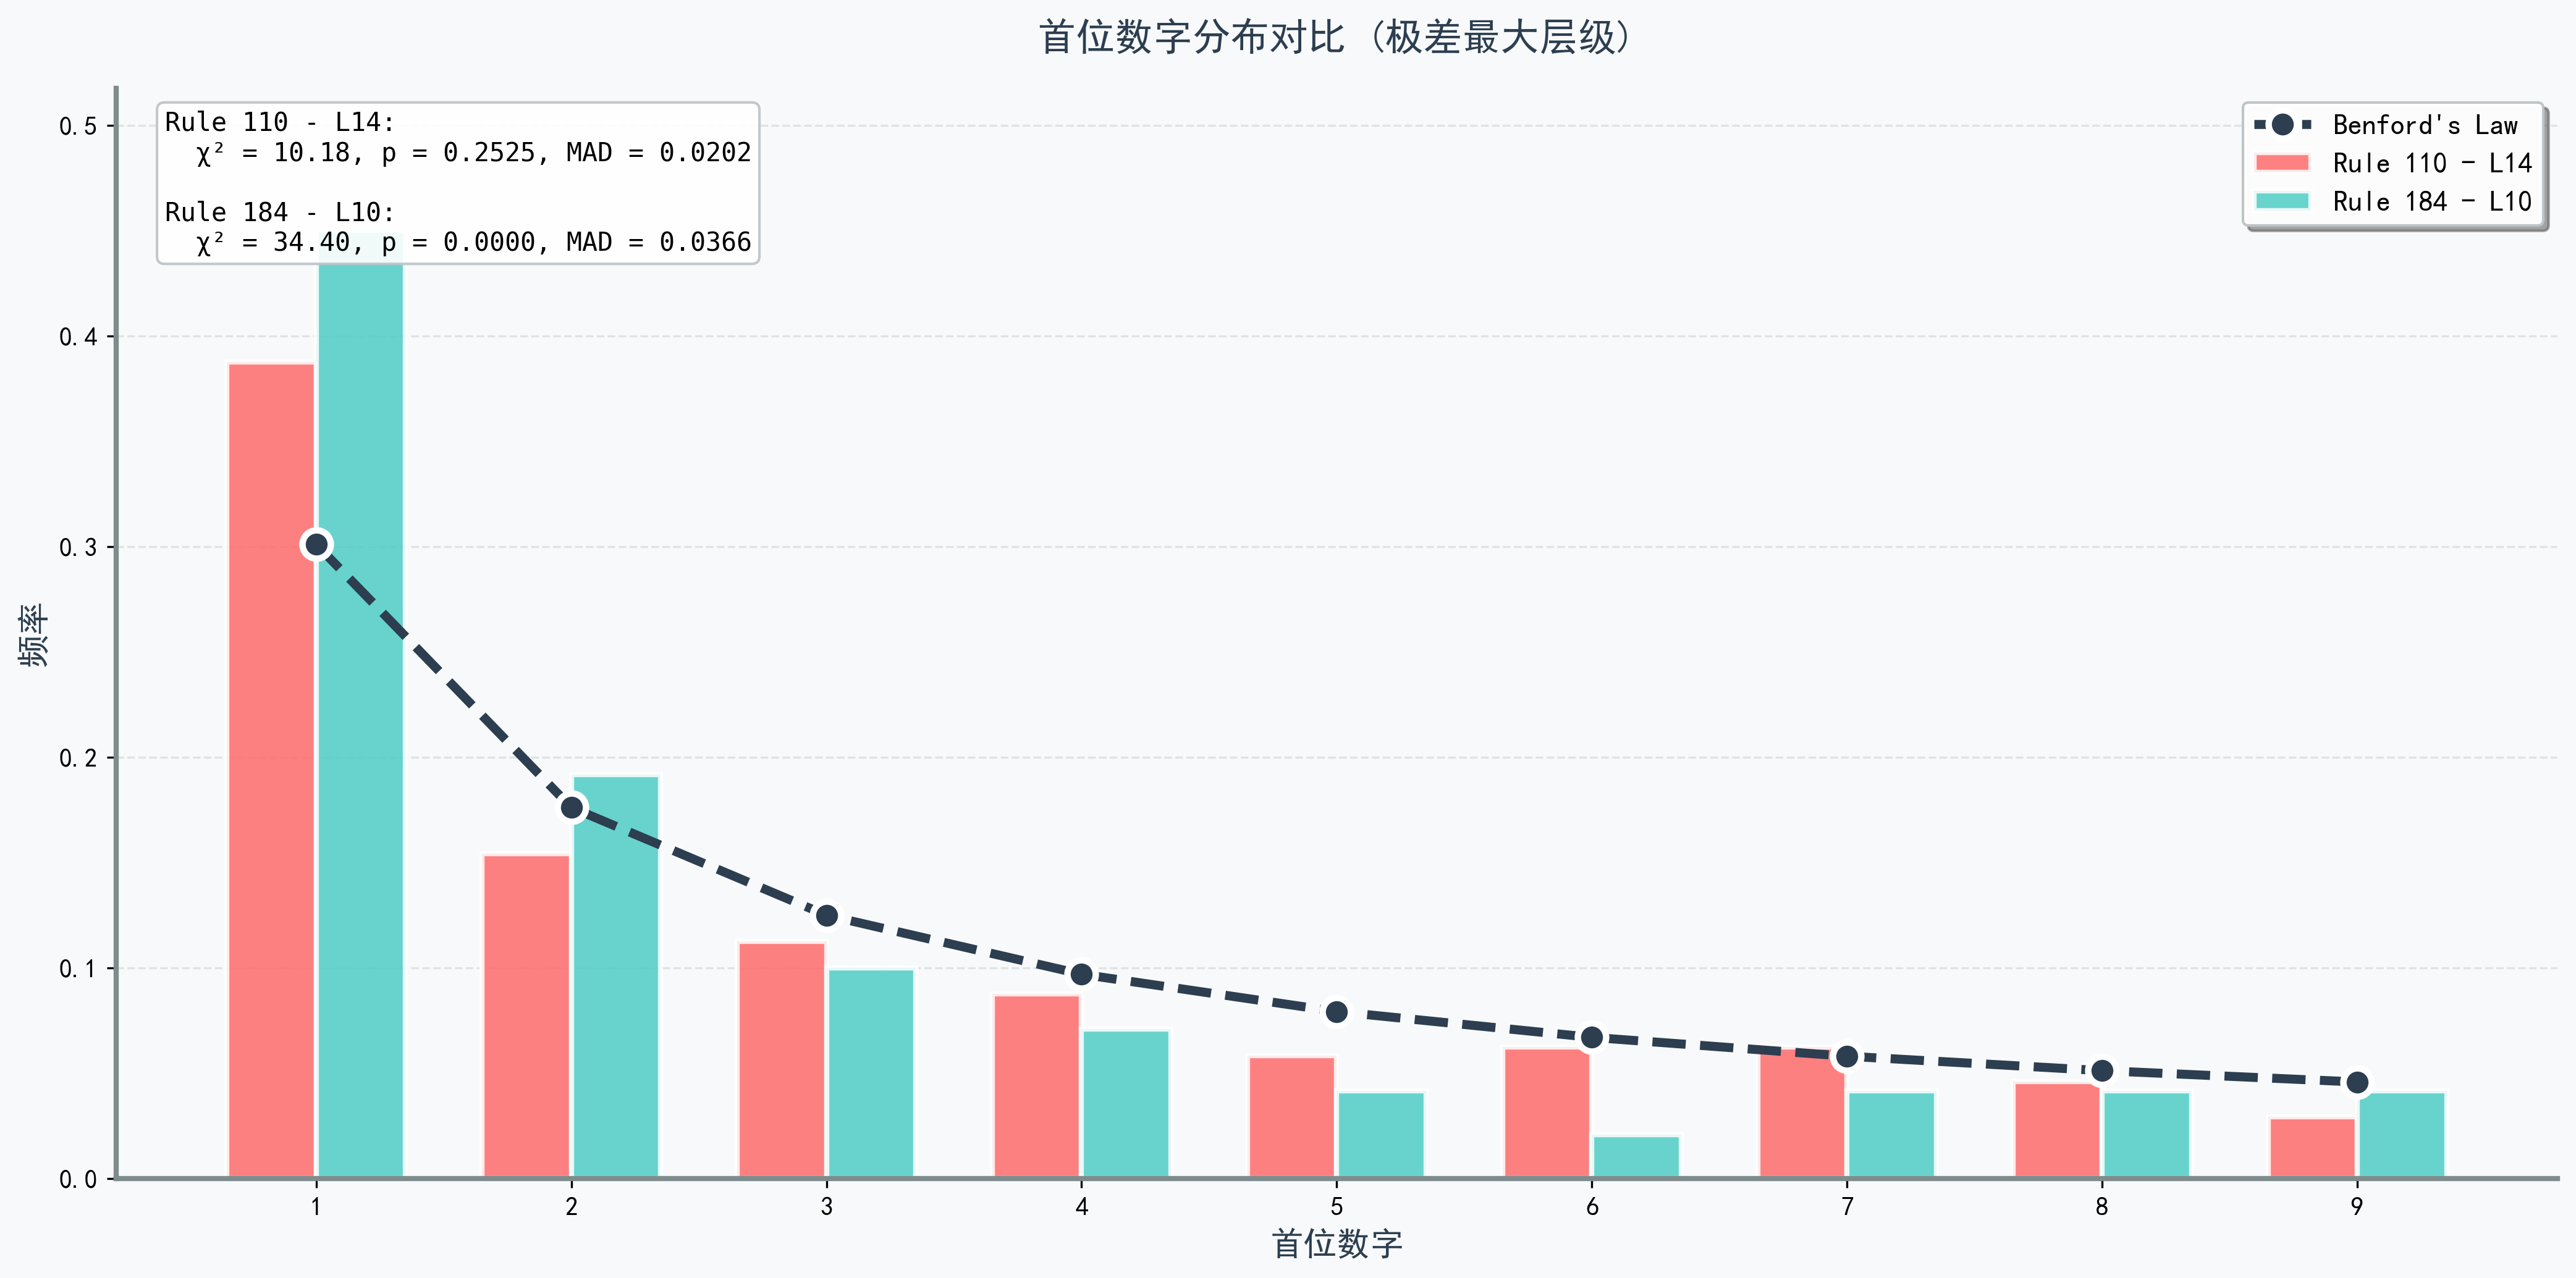 首位数字分布对比 (极差最大层级)
Rule 110 - L14:
χ² = 10.18, p = 0.2525, MAD = 0.0202
Rule 184 - L10:
χ² = 34.40, p = 0.0000, MAD = 0.0366
Benford's Law
Rule 110 - L14
Rule 184 - L10
频率
0.5
0.4
0.3
0.2
0.1
0.0
1 2 3 4 5 6 7 8 9
首位数字